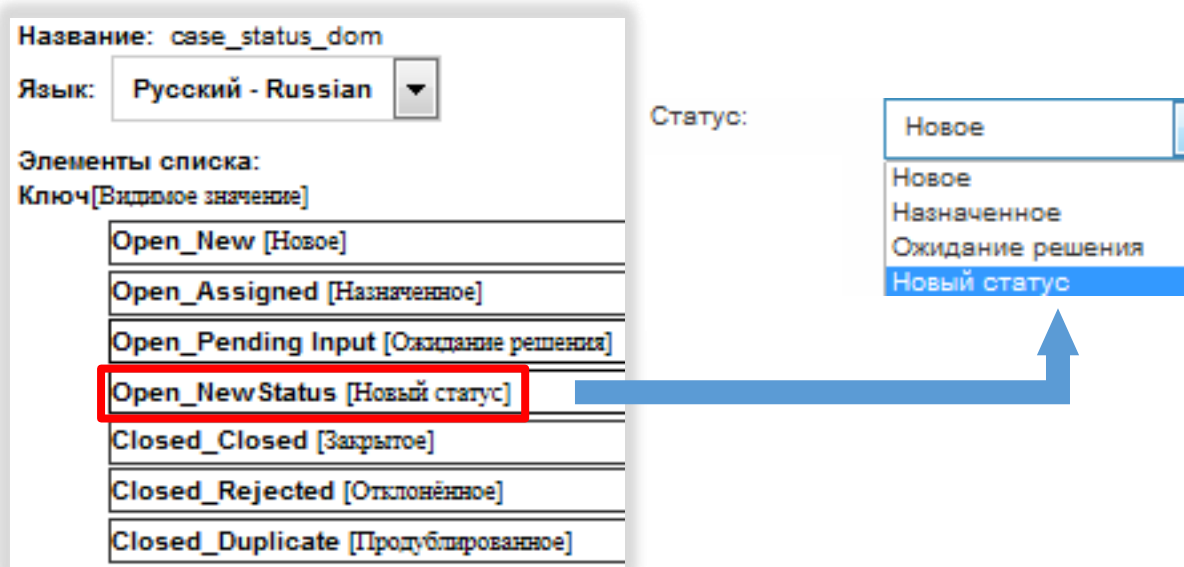 Название: case_status_dom
Язык: Русский - Russian
Элементы списка:
Ключ[Видимое значение]
Open_New [Новое]
Open_Assigned [Назначенное]
Open_Pending Input [Ожидание решения]
Open_NewStatus [Новый статус]
Closed_Closed [Закрытое]
Closed_Rejected [Отклонённое]
Closed_Duplicate [Продублированное]
Статус: Новое
Новое
Назначенное
Ожидание решения
Новый статус